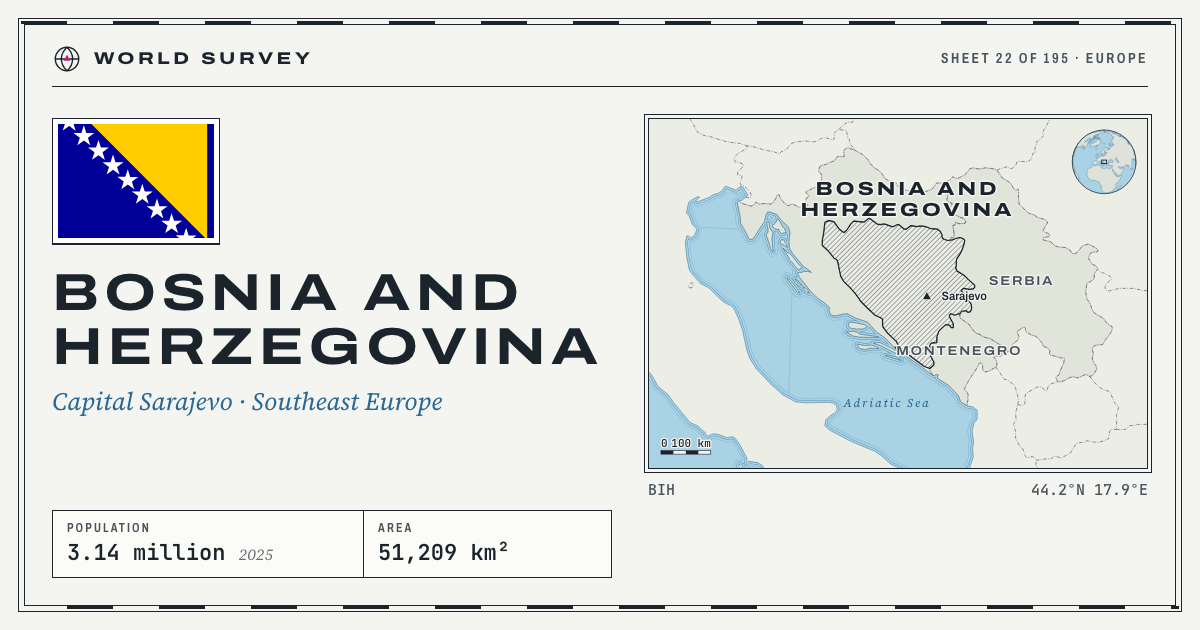 WORLD SURVEY
SHEET 22 OF 195 · EUROPE
BOSNIA AND
HERZEGOVINA
Capital Sarajevo · Southeast Europe
POPULATION
3.14 million 2025
AREA
51,209 km²
BOSNIA AND
HERZEGOVINA
SERBIA
Sarajevo
MONTENEGRO
Adriatic Sea
0 100 km
BIH
44.2°N 17.9°E